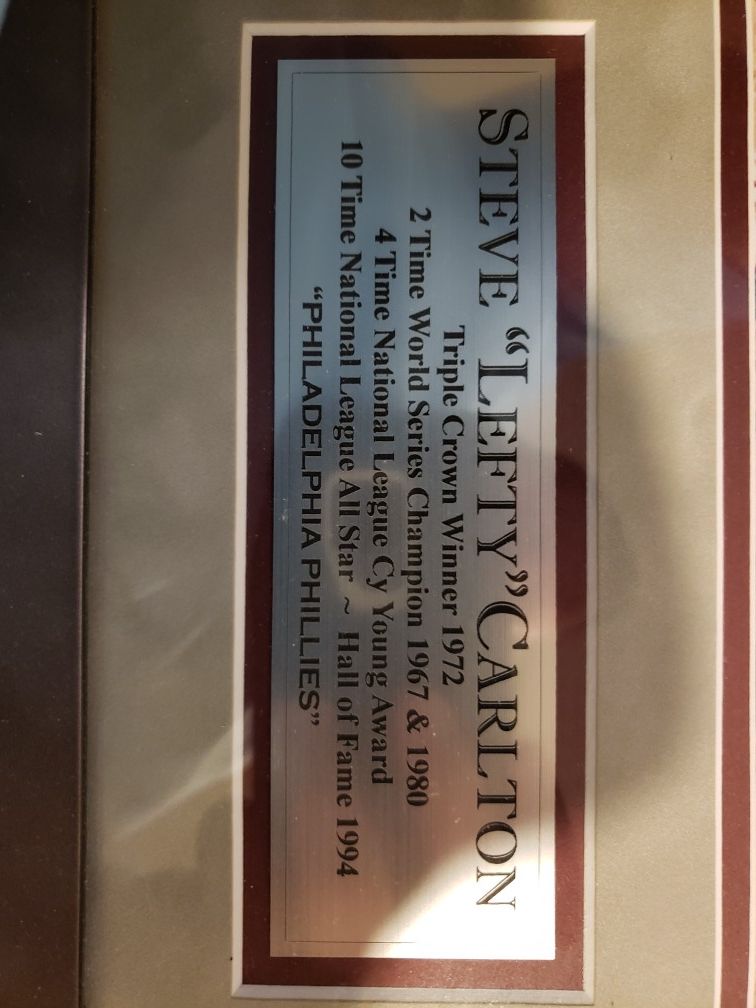 STEVE “LEFTY” CARLTON
Triple Crown Winner 1972
2 Time World Series Champion 1967 & 1980
4 Time National League Cy Young Award
10 Time National League All Star ~ Hall of Fame 1994
“PHILADELPHIA PHILLIES”